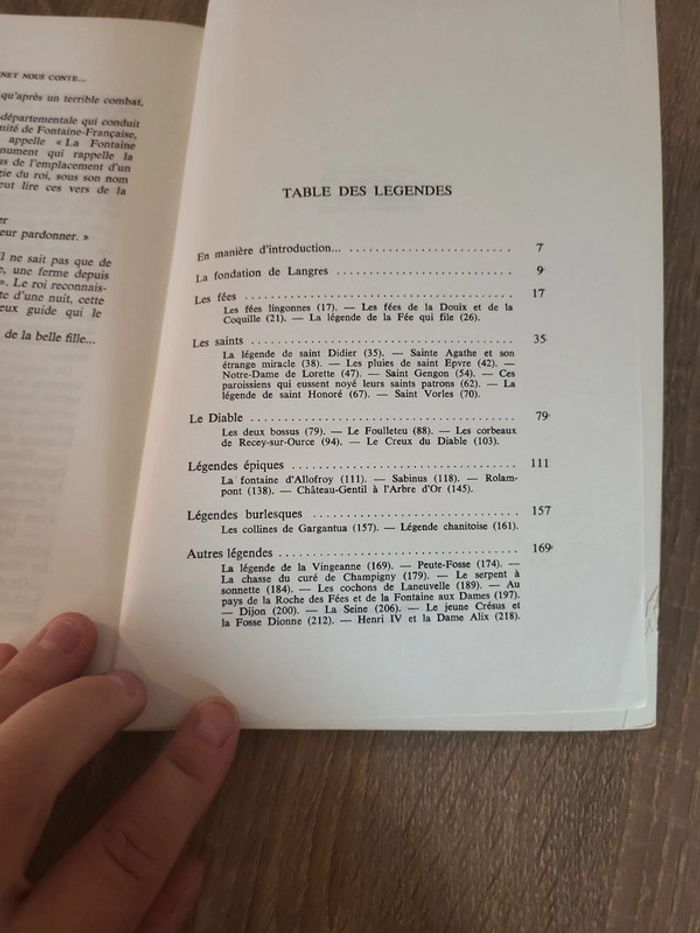 NET NOUS CONTE...
qu'après un terrible combat,
départementale qui conduit
nité de Fontaine-Française,
appelle « La Fontaine
nument qui rappelle la
us de l'emplacement d'un
ie du roi, sous son nom
eut lire ces vers de la
er
eur pardonner. »
l ne sait pas que de
e, une ferme depuis
». Le roi reconnais-
te d'une nuit, cette
eux guide qui le
de la belle fille...
TABLE DES LEGENDES
En manière d'introduction... 7
La fondation de Langres 9
Les fées 17
Les fées lingonnes (17). — Les fées de la Douix et de la
Coquille (21). — La légende de la Fée qui file (26).
Les saints 35
La légende de saint Didier (35). — Sainte Agathe et son
étrange miracle (38). — Les pluies de saint Epvre (42). —
Notre-Dame de Lorette (47). — Saint Gengon (54). — Ces
paroissiens qui eussent noyé leurs saints patrons (62). — La
légende de saint Honoré (67). — Saint Vorles (70).
Le Diable 79
Les deux bossus (79). — Le Foulleteu (88). — Les corbeaux
de Recey-sur-Ource (94). — Le Creux du Diable (103).
Légendes épiques 111
La fontaine d'Allofroy (111). — Sabinus (118). — Rolam-
pont (138). — Château-Gentil à l'Arbre d'Or (145).
Légendes burlesques 157
Les collines de Gargantua (157). — Légende chanitoise (161).
Autres légendes 169
La légende de la Vingeanne (169). — Peute-Fosse (174). —
La chasse du curé de Champigny (179). — Le serpent à
sonnette (184). — Les cochons de Laneuvelle (189). — Au
pays de la Roche des Fées et de la Fontaine aux Dames (197).
— Dijon (200). — La Seine (206). — Le jeune Crésus et
la Fosse Dionne (212). — Henri IV et la Dame Alix (218).